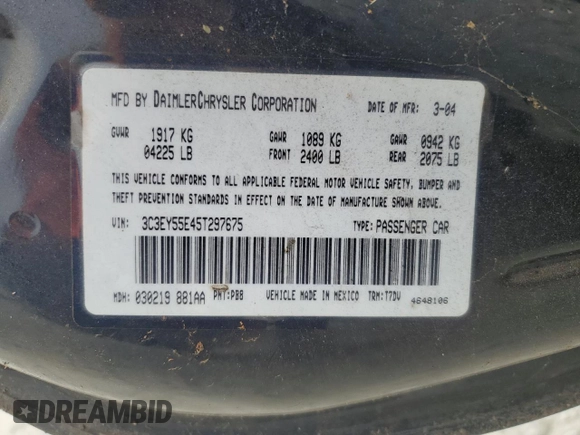 MFD BY DAIMLERCHRYSLER CORPORATION DATE OF MFR: 3-04
GVWR 1917 KG GAWR 1089 KG GAWR 0942 KG
04225 LB FRONT 2400 LB REAR 2075 LB
THIS VEHICLE CONFORMS TO ALL APPLICABLE FEDERAL MOTOR VEHICLE SAFETY, BUMPER AND
THEFT PREVENTION STANDARDS IN EFFECT ON THE DATE OF MANUFACTURE SHOWN ABOVE.
VIN: 3C3EY55E45T297675 TYPE: PASSENGER CAR
MDH: 030219 881AA PNT:PBB VEHICLE MADE IN MEXICO TRM:T7DV 4648106
DREAMBID